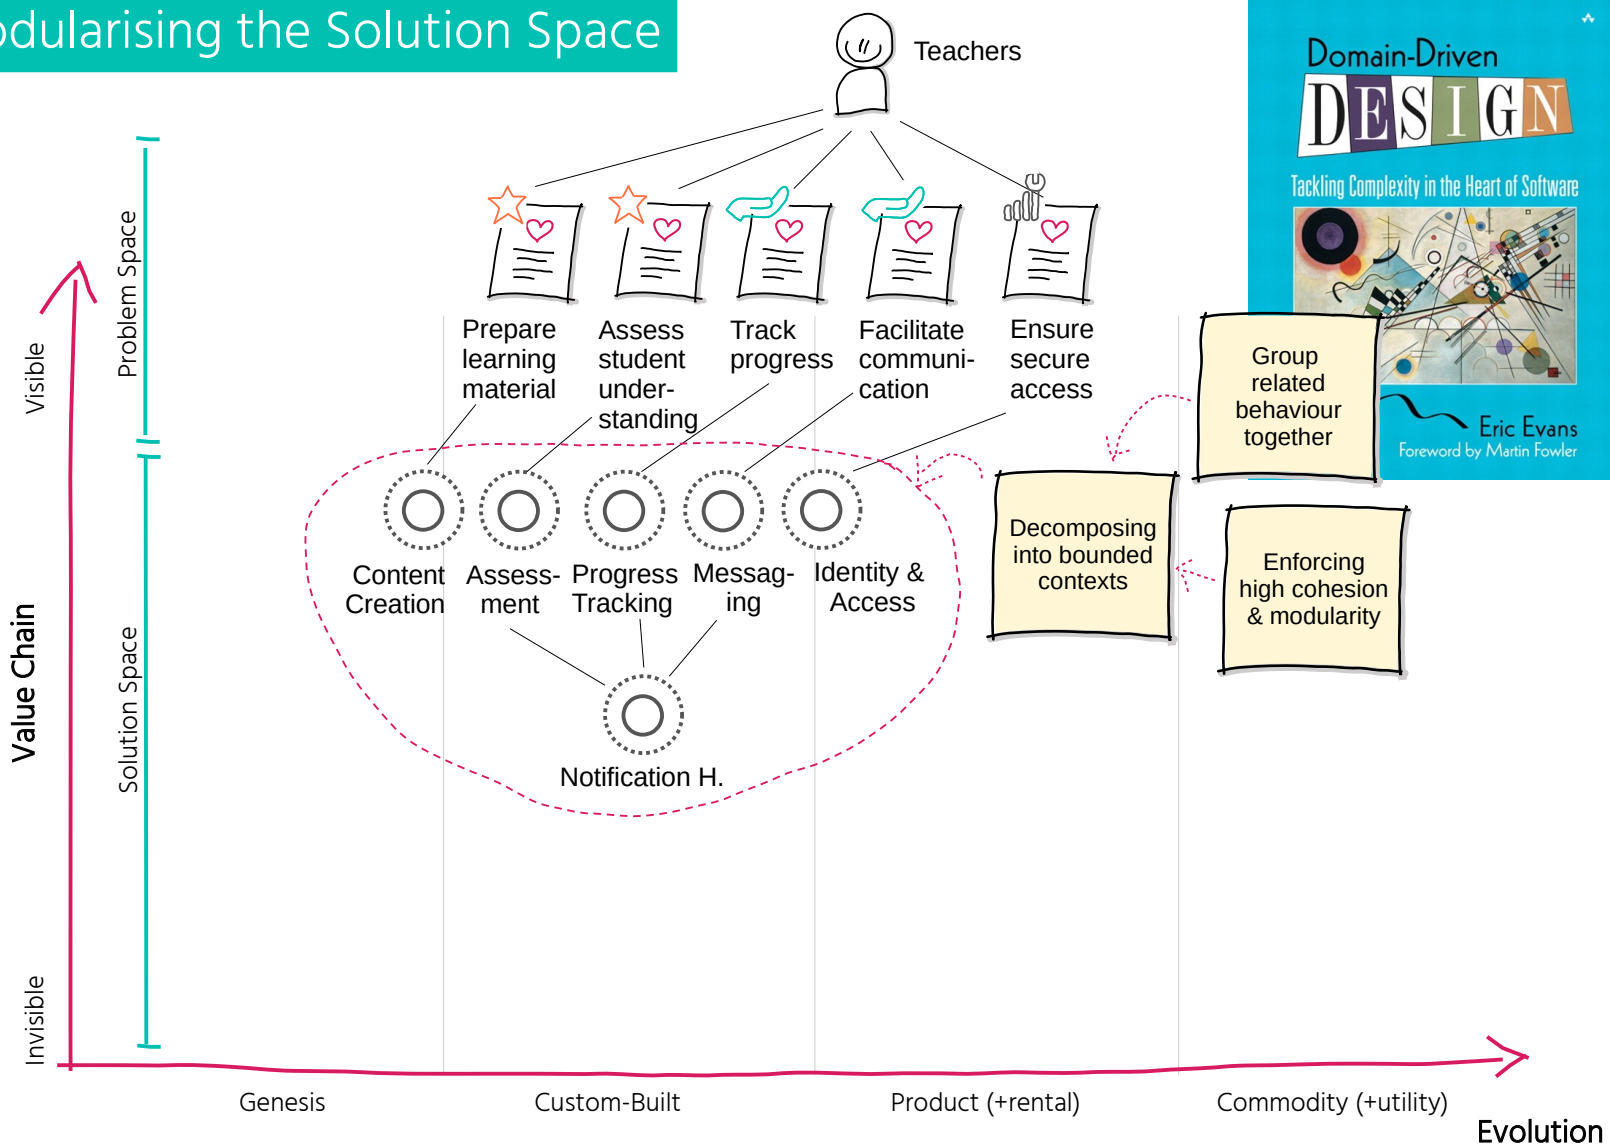 odularising the Solution Space
Teachers
Domain-Driven
DESIGN
Tackling Complexity in the Heart of Software
Eric Evans
Foreword by Martin Fowler
Problem Space
Visible
Prepare
learning
material
Assess
student
under-
standing
Track
progress
Facilitate
communi-
cation
Ensure
secure
access
Group
related
behaviour
together
Decomposing
into bounded
contexts
Enforcing
high cohesion
& modularity
Content
Creation
Assess-
ment
Progress
Tracking
Messag-
ing
Identity &
Access
Notification H.
Value Chain
Solution Space
Invisible
Genesis
Custom-Built
Product (+rental)
Commodity (+utility)
Evolution